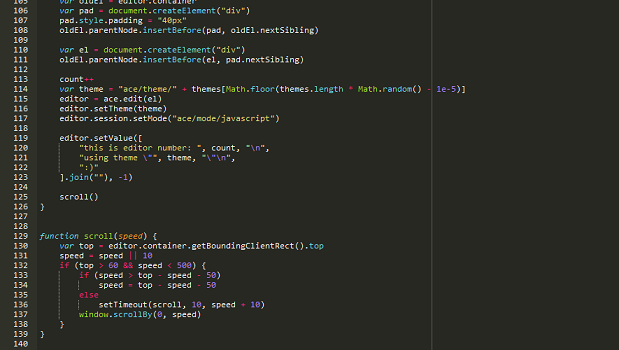 105 var oldEl = editor.container
106 var pad = document.createElement("div")
107 pad.style.padding = "40px"
108 oldEl.parentNode.insertBefore(pad, oldEl.nextSibling)
109
110 var el = document.createElement("div")
111 oldEl.parentNode.insertBefore(el, pad.nextSibling)
112
113 count++
114 var theme = "ace/theme/" + themes[Math.floor(themes.length * Math.random() - 1e-5)]
115 editor = ace.edit(el)
116 editor.setTheme(theme)
117 editor.session.setMode("ace/mode/javascript")
118
119 editor.setValue([
120 "this is editor number: ", count, "\n",
121 "using theme \"", theme, "\"\n",
122 ":)"
123 ].join(""), -1)
124
125 scroll()
126 }
127
128
129 function scroll(speed) {
130 var top = editor.container.getBoundingClientRect().top
131 speed = speed || 10
132 if (top > 60 && speed < 500) {
133 if (speed > top - speed - 50)
134 speed = top - speed - 50
135 else
136 setTimeout(scroll, 10, speed + 10)
137 window.scrollBy(0, speed)
138 }
139 }
140